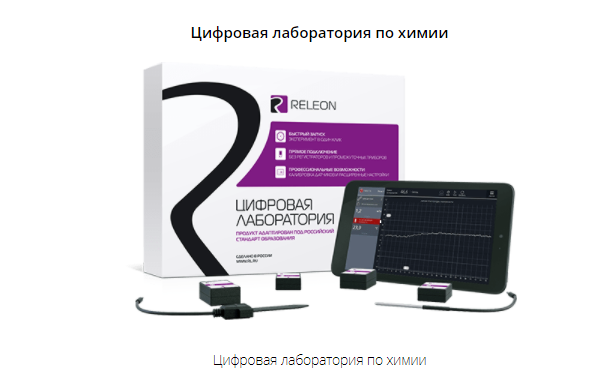 Цифровая лаборатория по химии
RELEON
БЫСТРЫЙ ЗАПУСК
ЭКСПЕРИМЕНТ В ОДИН КЛИК
ПРЯМОЕ ПОДКЛЮЧЕНИЕ
БЕЗ РЕГИСТРАТОРОВ И ПРОМЕЖУТОЧНЫХ ПРИБОРОВ
ПРОФЕССИОНАЛЬНЫЕ ВОЗМОЖНОСТИ
КАЛИБРОВКА ДАТЧИКОВ И РАСШИРЕННЫЕ НАСТРОЙКИ
ЦИФРОВАЯ
ЛАБОРАТОРИЯ
ПРОДУКТ АДАПТИРОВАН ПОД РОССИЙСКИЙ
СТАНДАРТ ОБРАЗОВАНИЯ
СДЕЛАНО В РОССИИ
WWW.RL.RU
Цифровая лаборатория по химии